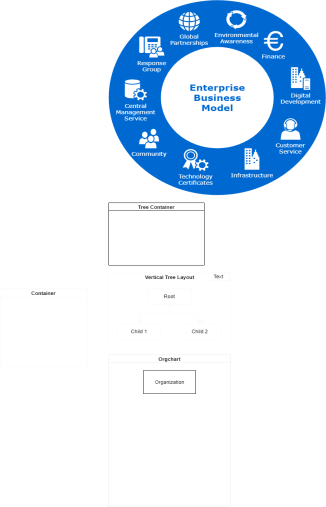 Global
Partnerships
Environmental
Awareness
Finance
Response
Group
Enterprise
Business
Model
Digital
Development
Central
Management
Service
Customer
Service
Community
Technology
Certificates
Infrastructure
Tree Container
Vertical Tree Layout
Text
Root
Container
Child 1
Child 2
Orgchart
Organization